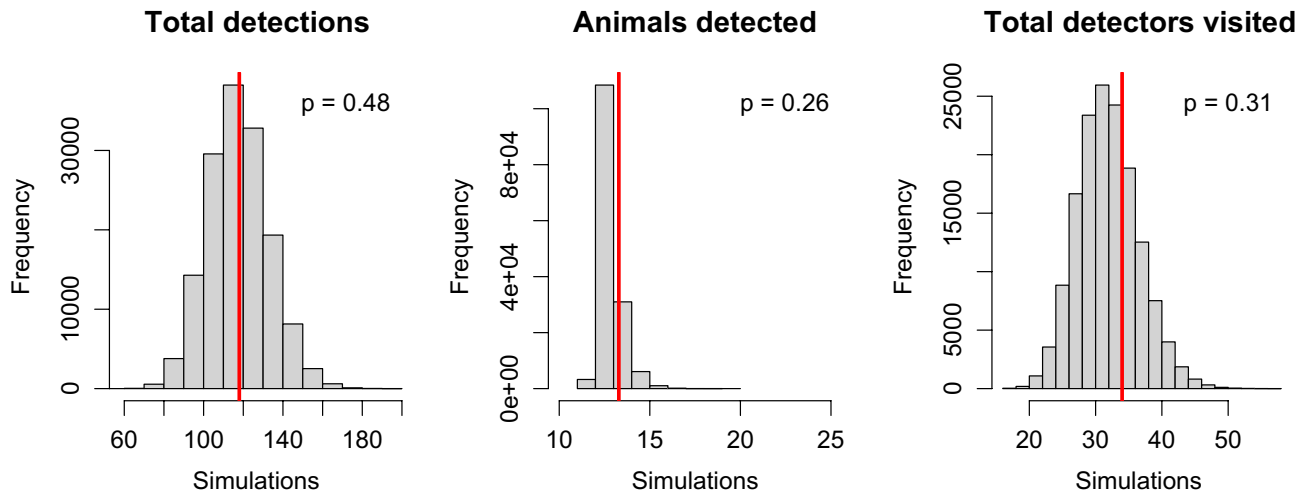 Total detections
Frequency
0
10000
30000
p = 0.48
60 100 140 180
Simulations
Animals detected
Frequency
0e+00
4e+04
8e+04
p = 0.26
10 15 20 25
Simulations
Total detectors visited
Frequency
0
5000
15000
25000
p = 0.31
20 30 40 50
Simulations